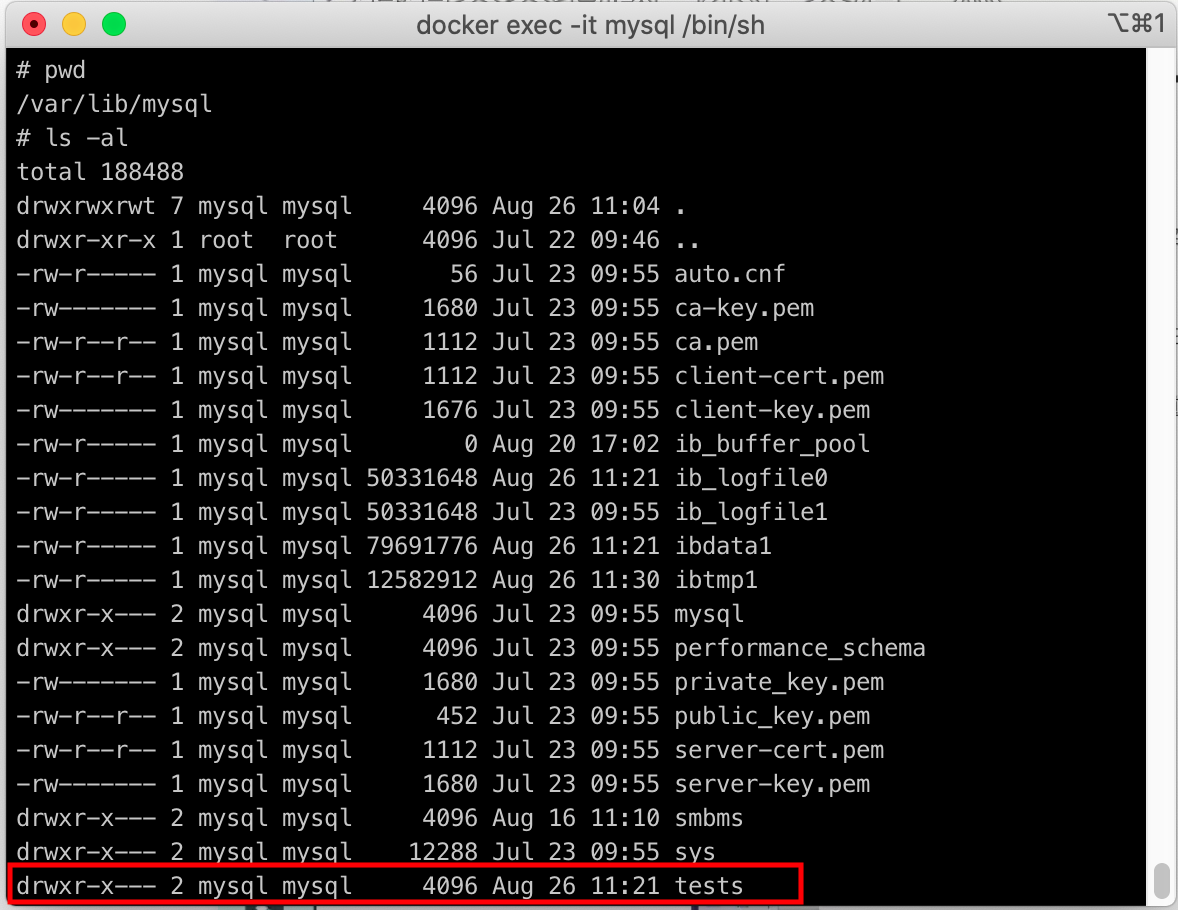 docker exec -it mysql /bin/sh ⌥⌘1
# pwd
/var/lib/mysql
# ls -al
total 188488
drwxrwxrwt 7 mysql mysql     4096 Aug 26 11:04 .
drwxr-xr-x 1 root  root      4096 Jul 22 09:46 ..
-rw-r----- 1 mysql mysql       56 Jul 23 09:55 auto.cnf
-rw------- 1 mysql mysql     1680 Jul 23 09:55 ca-key.pem
-rw-r--r-- 1 mysql mysql     1112 Jul 23 09:55 ca.pem
-rw-r--r-- 1 mysql mysql     1112 Jul 23 09:55 client-cert.pem
-rw------- 1 mysql mysql     1676 Jul 23 09:55 client-key.pem
-rw-r----- 1 mysql mysql        0 Aug 20 17:02 ib_buffer_pool
-rw-r----- 1 mysql mysql 50331648 Aug 26 11:21 ib_logfile0
-rw-r----- 1 mysql mysql 50331648 Jul 23 09:55 ib_logfile1
-rw-r----- 1 mysql mysql 79691776 Aug 26 11:21 ibdata1
-rw-r----- 1 mysql mysql 12582912 Aug 26 11:30 ibtmp1
drwxr-x--- 2 mysql mysql     4096 Jul 23 09:55 mysql
drwxr-x--- 2 mysql mysql     4096 Jul 23 09:55 performance_schema
-rw------- 1 mysql mysql     1680 Jul 23 09:55 private_key.pem
-rw-r--r-- 1 mysql mysql      452 Jul 23 09:55 public_key.pem
-rw-r--r-- 1 mysql mysql     1112 Jul 23 09:55 server-cert.pem
-rw------- 1 mysql mysql     1680 Jul 23 09:55 server-key.pem
drwxr-x--- 2 mysql mysql     4096 Aug 16 11:10 smbms
drwxr-x--- 2 mysql mysql    12288 Jul 23 09:55 sys
drwxr-x--- 2 mysql mysql     4096 Aug 26 11:21 tests